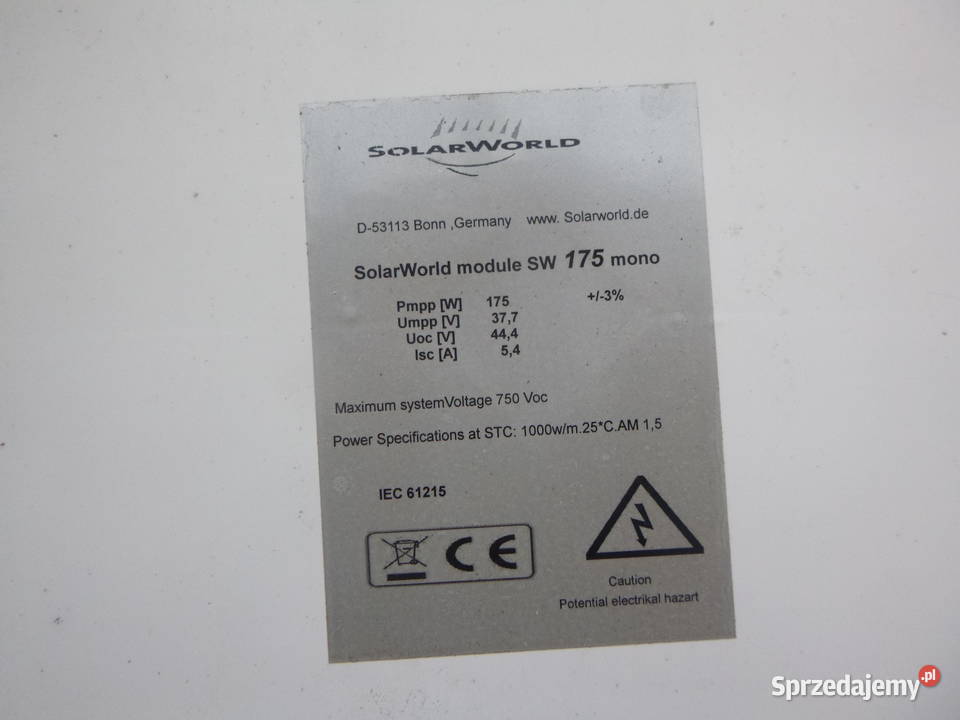 SOLARWORLD
D-53113 Bonn ,Germany www. Solarworld.de
SolarWorld module SW 175 mono
Pmpp [W] 175 +/-3%
Umpp [V] 37,7
Uoc [V] 44,4
Isc [A] 5,4
Maximum systemVoltage 750 Voc
Power Specifications at STC: 1000w/m.25*C.AM 1,5
IEC 61215
CE
Caution
Potential electrikal hazart
Sprzedajemy.pl